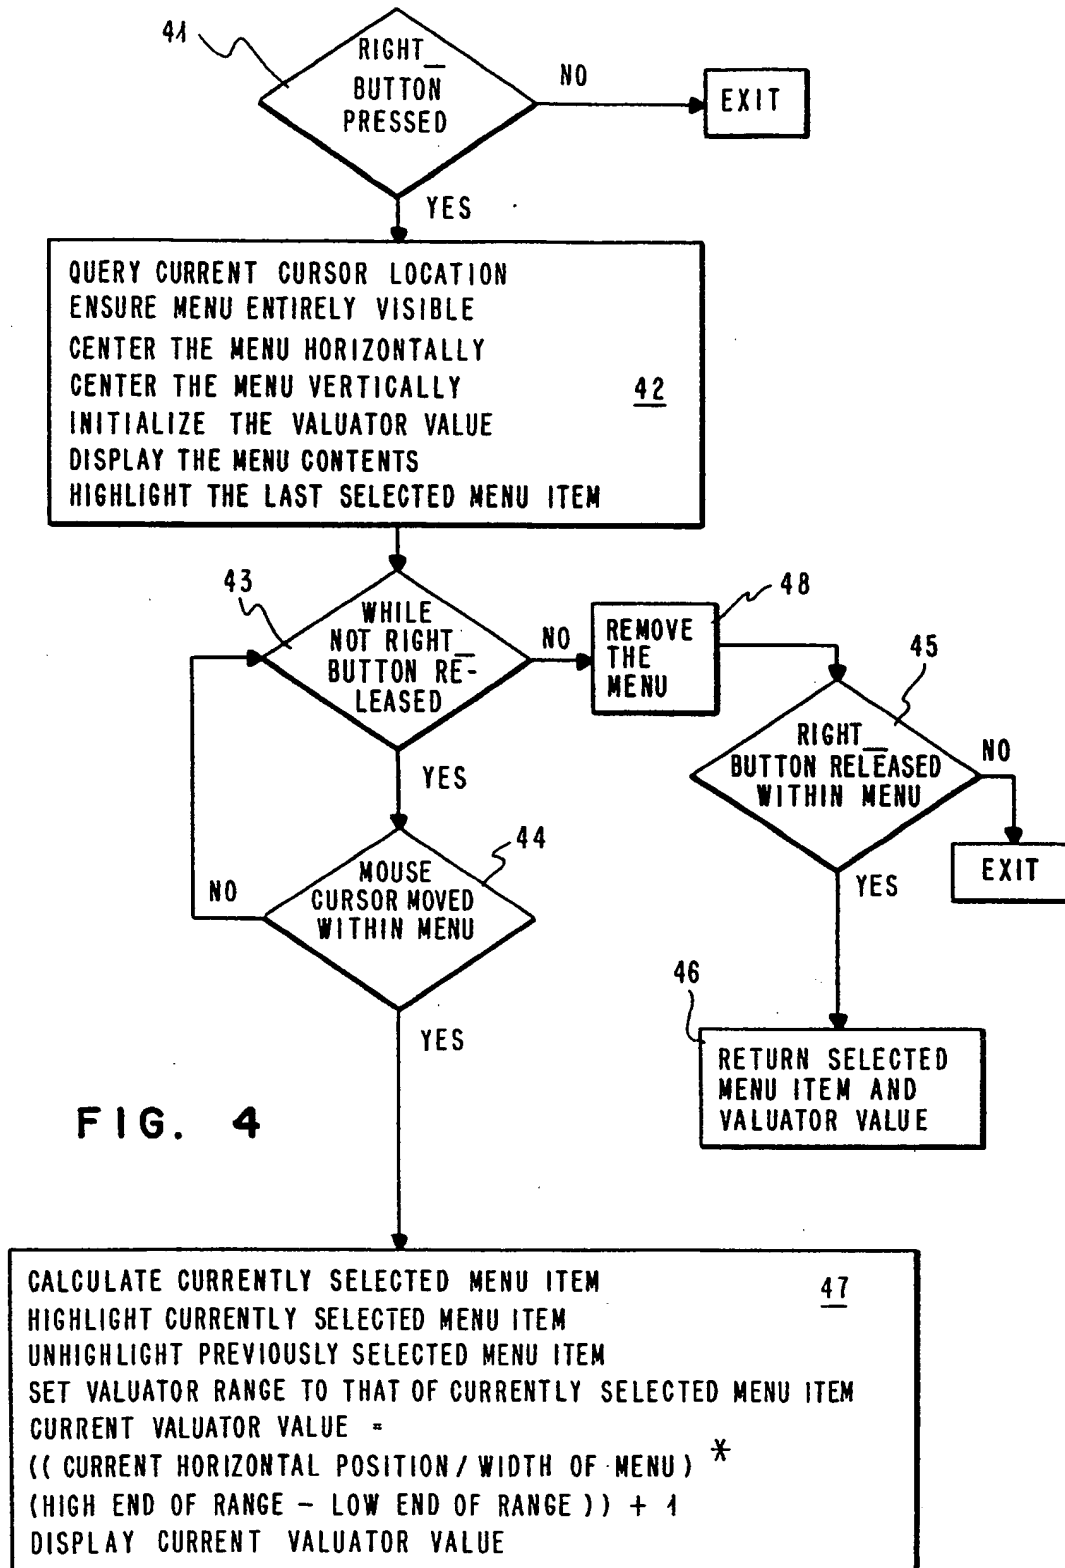 41
RIGHT_
BUTTON
PRESSED
NO
EXIT
YES
QUERY CURRENT CURSOR LOCATION
ENSURE MENU ENTIRELY VISIBLE
CENTER THE MENU HORIZONTALLY
CENTER THE MENU VERTICALLY
42
INITIALIZE THE VALUATOR VALUE
DISPLAY THE MENU CONTENTS
HIGHLIGHT THE LAST SELECTED MENU ITEM
43
WHILE
NOT RIGHT_
BUTTON RE-
LEASED
NO
REMOVE
THE
MENU
48
45
RIGHT_
BUTTON RELEASED
WITHIN MENU
NO
EXIT
YES
YES
44
MOUSE
CURSOR MOVED
WITHIN MENU
NO
YES
46
RETURN SELECTED
MENU ITEM AND
VALUATOR VALUE
FIG. 4
CALCULATE CURRENTLY SELECTED MENU ITEM
47
HIGHLIGHT CURRENTLY SELECTED MENU ITEM
UNHIGHLIGHT PREVIOUSLY SELECTED MENU ITEM
SET VALUATOR RANGE TO THAT OF CURRENTLY SELECTED MENU ITEM
CURRENT VALUATOR VALUE =
(( CURRENT HORIZONTAL POSITION / WIDTH OF MENU) *
(HIGH END OF RANGE - LOW END OF RANGE )) + 1
DISPLAY CURRENT VALUATOR VALUE